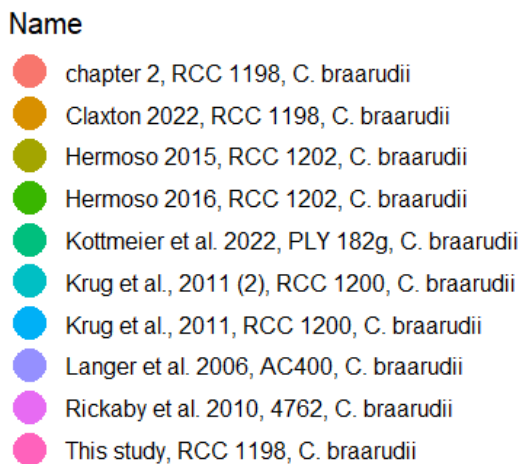 Name
chapter 2, RCC 1198, C. braarudii
Claxton 2022, RCC 1198, C. braarudii
Hermoso 2015, RCC 1202, C. braarudii
Hermoso 2016, RCC 1202, C. braarudii
Kottmeier et al. 2022, PLY 182g, C. braarudii
Krug et al., 2011 (2), RCC 1200, C. braarudii
Krug et al., 2011, RCC 1200, C. braarudii
Langer et al. 2006, AC400, C. braarudii
Rickaby et al. 2010, 4762, C. braarudii
This study, RCC 1198, C. braarudii